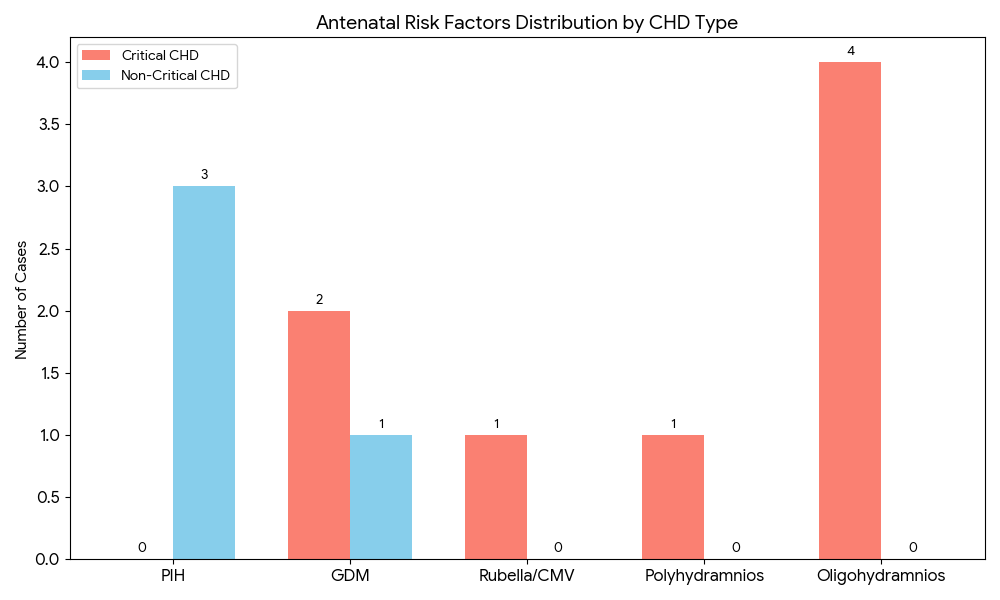 Antenatal Risk Factors Distribution by CHD Type
Critical CHD
Non-Critical CHD
Number of Cases
4.0
3.5
3.0
2.5
2.0
1.5
1.0
0.5
0.0
0
3
2
1
1
0
1
0
4
0
PIH
GDM
Rubella/CMV
Polyhydramnios
Oligohydramnios